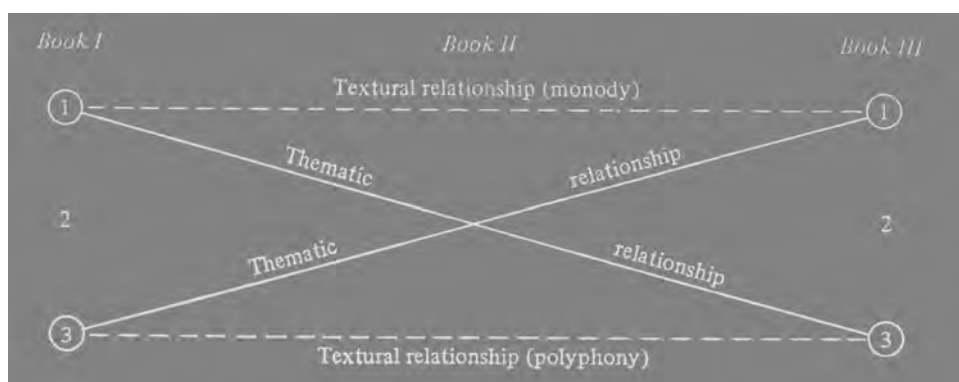 Book I Book II Book III
Textural relationship (monody)
1 1
Thematic relationship
2 2
Thematic relationship
3 3
Textural relationship (polyphony)